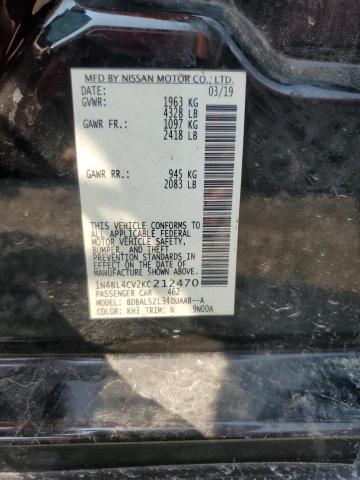 MFD BY NISSAN MOTOR CO., LTD.
DATE: 03/19
GVWR: 1963 KG
4328 LB
GAWR FR.: 1097 KG
2418 LB
GAWR RR.: 945 KG
2083 LB
THIS VEHICLE CONFORMS TO
ALL APPLICABLE FEDERAL
MOTOR VEHICLE SAFETY,
BUMPER, AND THEFT
PREVENTION STANDARDS IN
EFFECT ON THE DATE OF
MANUFACTURE SHOWN ABOVE.
1N4BL4CV2KC212470
PASSENGER CAR 462
MODEL: BDBALSZL34DUAAB--A
COLOR: KH3 TRIM: N 9N00A